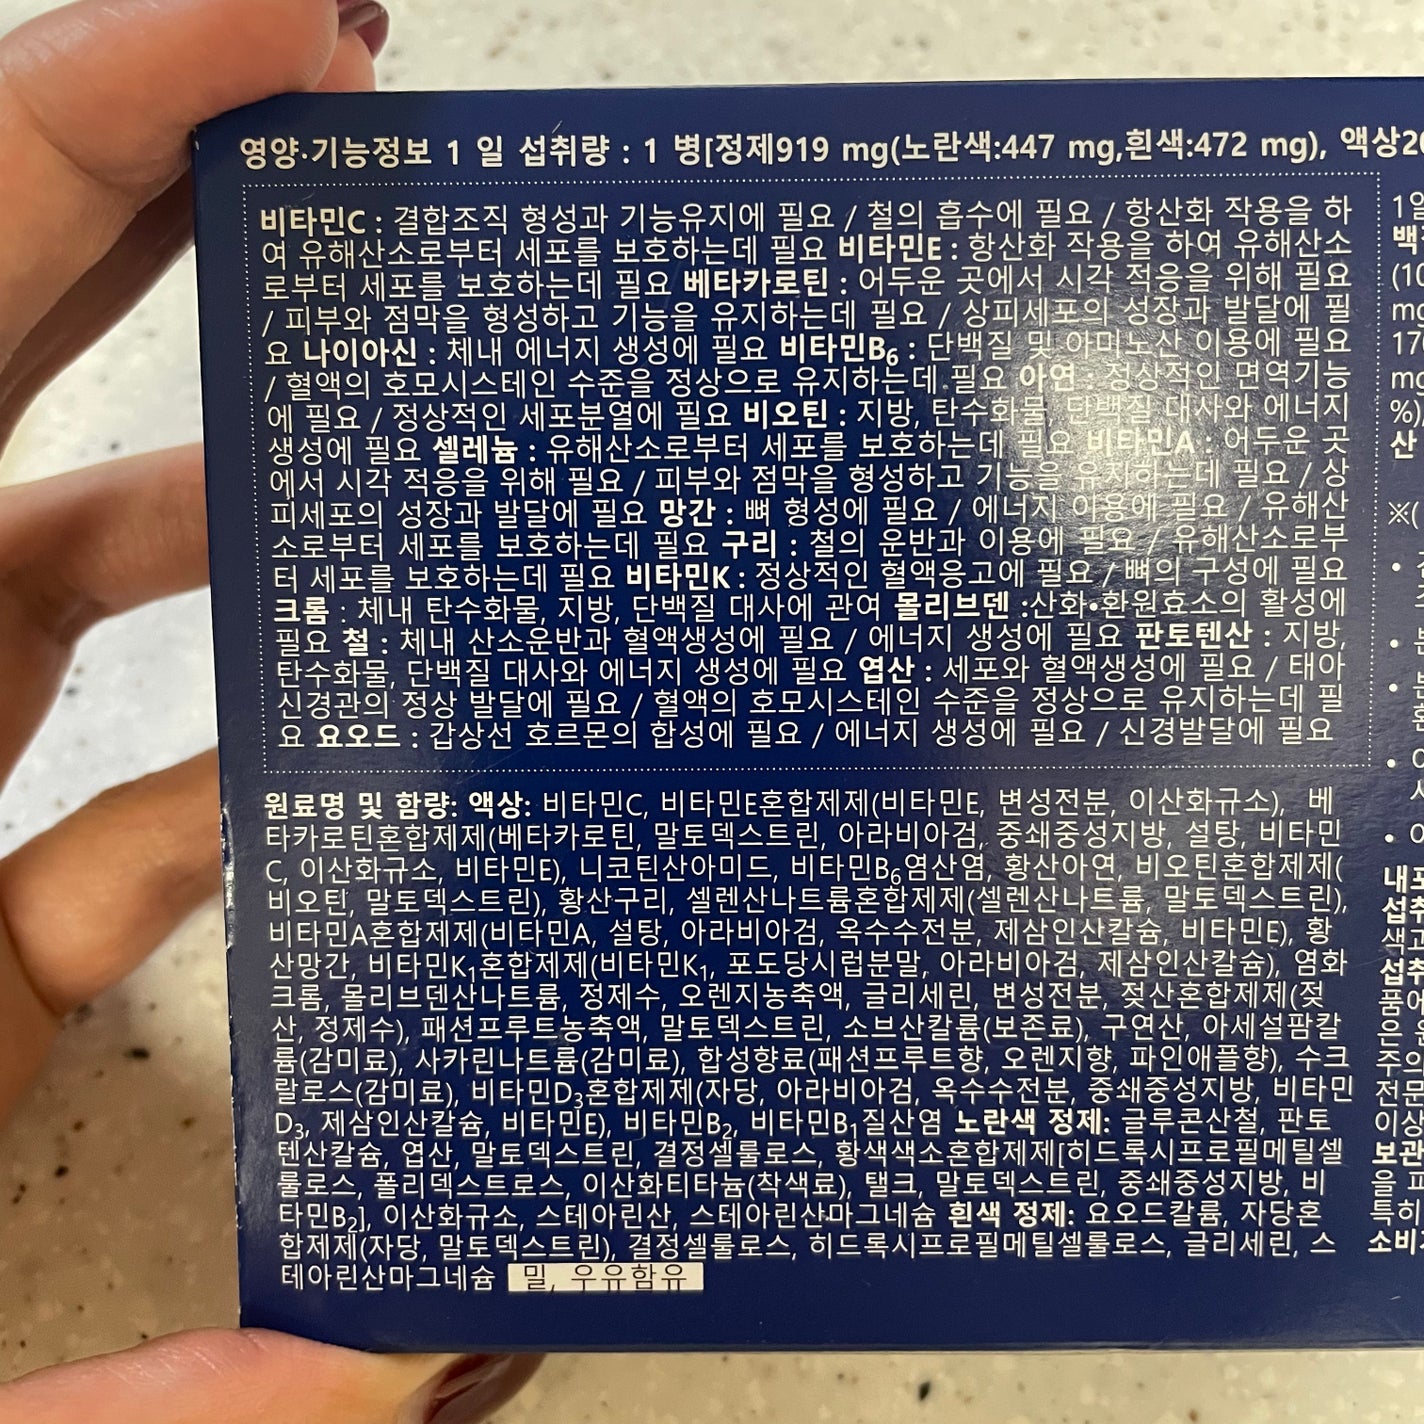 영양·기능정보 1 일 섭취량 : 1 병[정제919 mg(노란색:447 mg,흰색:472 mg), 액상
비타민C : 결합조직 형성과 기능유지에 필요 / 철의 흡수에 필요 / 항산화 작용을 하
여 유해산소로부터 세포를 보호하는데 필요 비타민E : 항산화 작용을 하여 유해산소
로부터 세포를 보호하는데 필요 베타카로틴 : 어두운 곳에서 시각 적응을 위해 필요
/ 피부와 점막을 형성하고 기능을 유지하는데 필요 / 상피세포의 성장과 발달에 필
요 나이아신 : 체내 에너지 생성에 필요 비타민B₆ : 단백질 및 아미노산 이용에 필요
/ 혈액의 호모시스테인 수준을 정상으로 유지하는데 필요 아연 : 정상적인 면역기능
에 필요 / 정상적인 세포분열에 필요 비오틴 : 지방, 탄수화물, 단백질 대사와 에너지
생성에 필요 셀레늄 : 유해산소로부터 세포를 보호하는데 필요 비타민A : 어두운 곳
에서 시각 적응을 위해 필요 / 피부와 점막을 형성하고 기능을 유지하는데 필요 / 상
피세포의 성장과 발달에 필요 망간 : 뼈 형성에 필요 / 에너지 이용에 필요 / 유해산
소로부터 세포를 보호하는데 필요 구리 : 철의 운반과 이용에 필요 / 유해산소로부
터 세포를 보호하는데 필요 비타민K : 정상적인 혈액응고에 필요 / 뼈의 구성에 필요
크롬 : 체내 탄수화물, 지방, 단백질 대사에 관여 몰리브덴 :산화•환원효소의 활성에
필요 철 : 체내 산소운반과 혈액생성에 필요 / 에너지 생성에 필요 판토텐산 : 지방,
탄수화물, 단백질 대사와 에너지 생성에 필요 엽산 : 세포와 혈액생성에 필요 / 태아
신경관의 정상 발달에 필요 / 혈액의 호모시스테인 수준을 정상으로 유지하는데 필
요 요오드 : 갑상선 호르몬의 합성에 필요 / 에너지 생성에 필요 / 신경발달에 필요
원료명 및 함량: 액상: 비타민C, 비타민E혼합제제(비타민E, 변성전분, 이산화규소), 베
타카로틴혼합제제(베타카로틴, 말토덱스트린, 아라비아검, 중쇄중성지방, 설탕, 비타민
C, 이산화규소, 비타민E), 니코틴산아미드, 비타민B₆염산염, 황산아연, 비오틴혼합제제(
비오틴, 말토덱스트린), 황산구리, 셀렌산나트륨혼합제제(셀렌산나트륨, 말토덱스트린),
비타민A혼합제제(비타민A, 설탕, 아라비아검, 옥수수전분, 제삼인산칼슘, 비타민E), 황
산망간, 비타민K₁혼합제제(비타민K₁, 포도당시럽분말, 아라비아검, 제삼인산칼슘), 염화
크롬, 몰리브덴산나트륨, 정제수, 오렌지농축액, 글리세린, 변성전분, 젖산혼합제제(젖
산, 정제수), 패션프루트농축액, 말토덱스트린, 소브산칼륨(보존료), 구연산, 아세설팜칼
륨(감미료), 사카린나트륨(감미료), 합성향료(패션프루트향, 오렌지향, 파인애플향), 수크
랄로스(감미료), 비타민D₃혼합제제(자당, 아라비아검, 옥수수전분, 중쇄중성지방, 비타민
D₃, 제삼인산칼슘, 비타민E), 비타민B₂, 비타민B₁질산염 노란색 정제: 글루콘산철, 판토
텐산칼슘, 엽산, 말토덱스트린, 결정셀룰로스, 황색색소혼합제제[히드록시프로필메틸셀
룰로스, 폴리덱스트로스, 이산화티타늄(착색료), 탤크, 말토덱스트린, 중쇄중성지방, 비
타민B₂], 이산화규소, 스테아린산, 스테아린산마그네슘 흰색 정제: 요오드칼륨, 자당혼
합제제(자당, 말토덱스트린), 결정셀룰로스, 히드록시프로필메틸셀룰로스, 글리세린, 스
테아린산마그네슘 밀, 우유함유